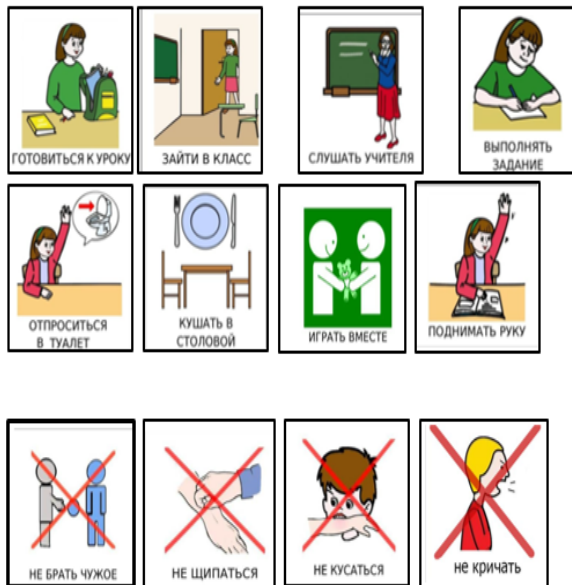 ГОТОВИТЬСЯ К УРОКУ
ЗАЙТИ В КЛАСС
СЛУШАТЬ УЧИТЕЛЯ
ВЫПОЛНЯТЬ
ЗАДАНИЕ
ОТПРОСИТЬСЯ
В ТУАЛЕТ
КУШАТЬ В
СТОЛОВОЙ
ИГРАТЬ ВМЕСТЕ
ПОДНИМАТЬ РУКУ
НЕ БРАТЬ ЧУЖОЕ
НЕ ЩИПАТЬСЯ
НЕ КУСАТЬСЯ
не кричать